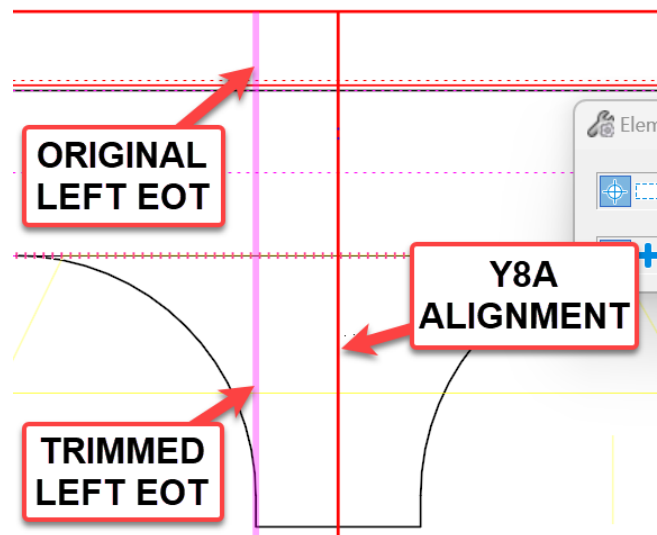 ORIGINAL
LEFT EOT
Elem
Y8A
ALIGNMENT
TRIMMED
LEFT EOT